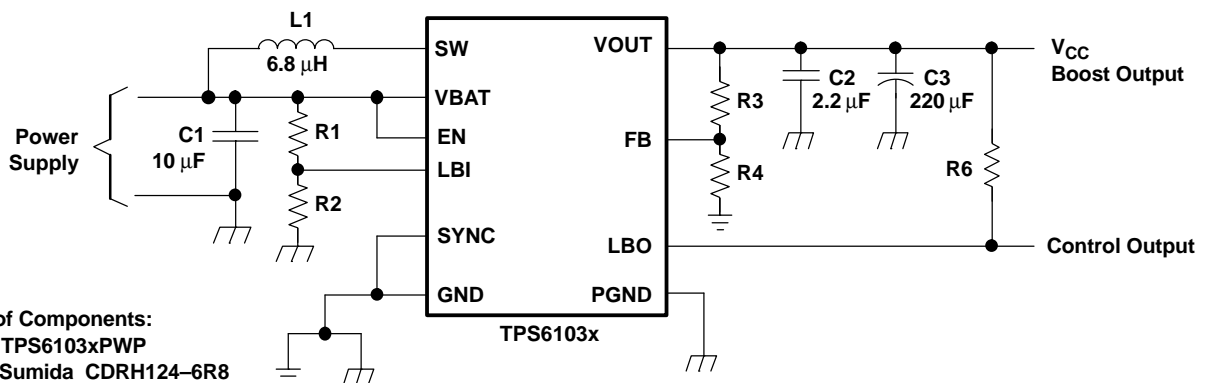 L1
6.8 µH
SW
VOUT
VCC
Boost Output
C2
2.2 µF
C3
220 µF
R3
VBAT
Power
Supply
C1
10 µF
R1
EN
FB
LBI
R4
R6
R2
SYNC
LBO
Control Output
GND
PGND
TPS6103x
of Components:
TPS6103xPWP
Sumida CDRH124–6R8